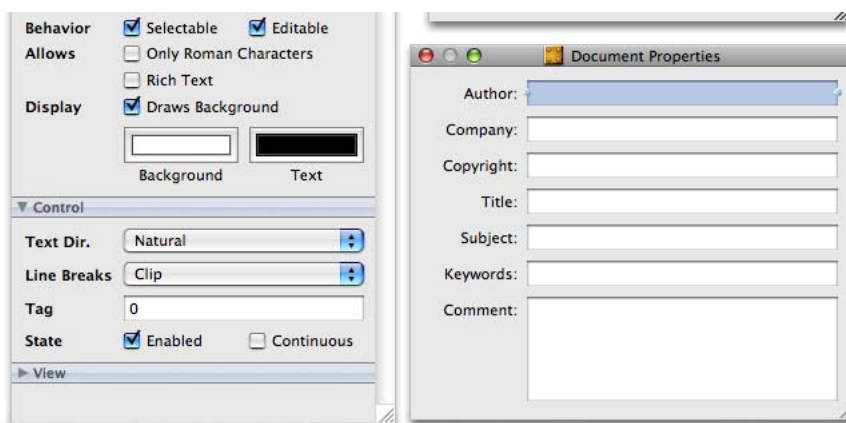 Behavior Selectable Editable
Allows Only Roman Characters
Rich Text
Display Draws Background
Background Text
Control
Text Dir. Natural
Line Breaks Clip
Tag 0
State Enabled Continuous
View
Document Properties
Author:
Company:
Copyright:
Title:
Subject:
Keywords:
Comment: